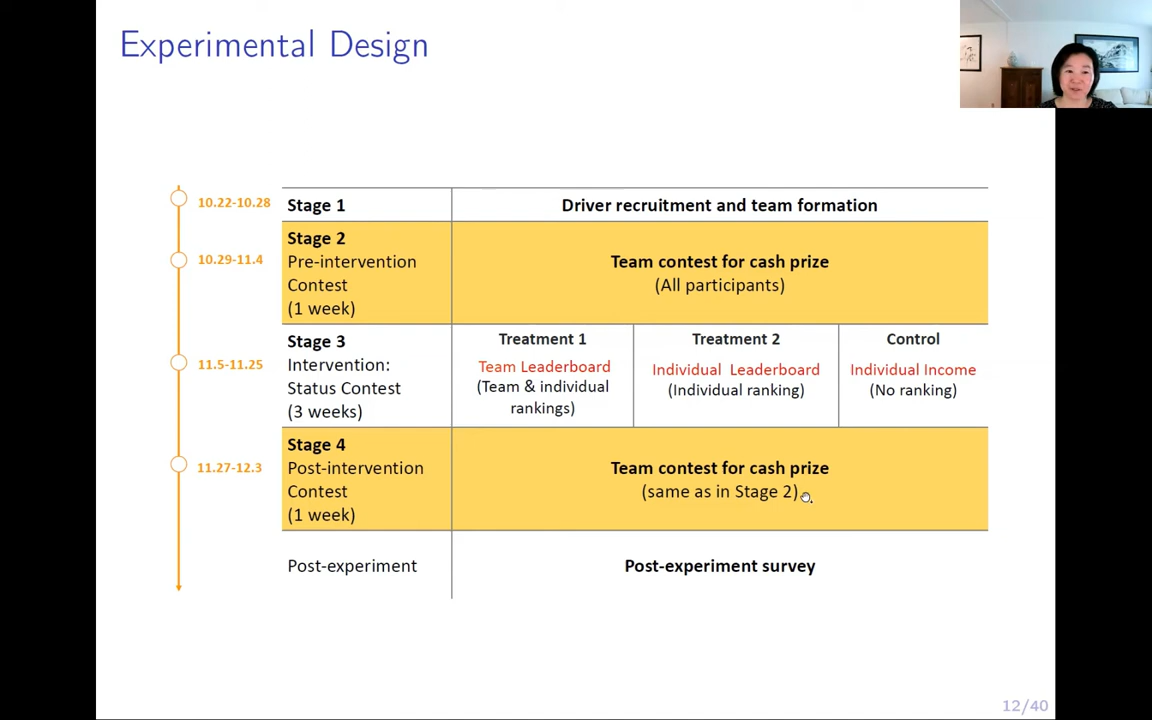 Experimental Design
10.22-10.28
Stage 1
Driver recruitment and team formation
10.29-11.4
Stage 2
Pre-intervention
Contest
(1 week)
Team contest for cash prize
(All participants)
11.5-11.25
Stage 3
Intervention:
Status Contest
(3 weeks)
Treatment 1
Team Leaderboard
(Team & individual
rankings)
Treatment 2
Individual Leaderboard
(Individual ranking)
Control
Individual Income
(No ranking)
11.27-12.3
Stage 4
Post-intervention
Contest
(1 week)
Team contest for cash prize
(same as in Stage 2)
Post-experiment
Post-experiment survey
12/40